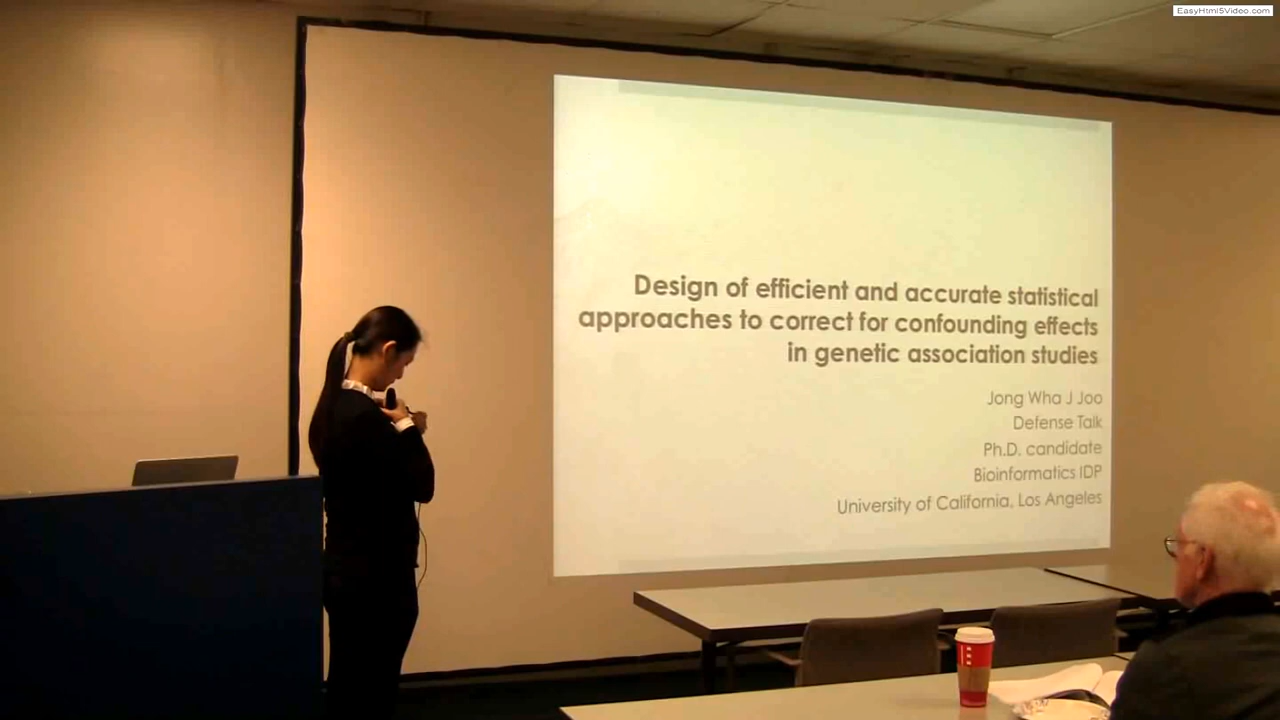 EasyHtml5Video.com
Design of efficient and accurate statistical
approaches to correct for confounding effects
in genetic association studies
Jong Wha J Joo
Defense Talk
Ph.D. candidate
Bioinformatics IDP
University of California, Los Angeles